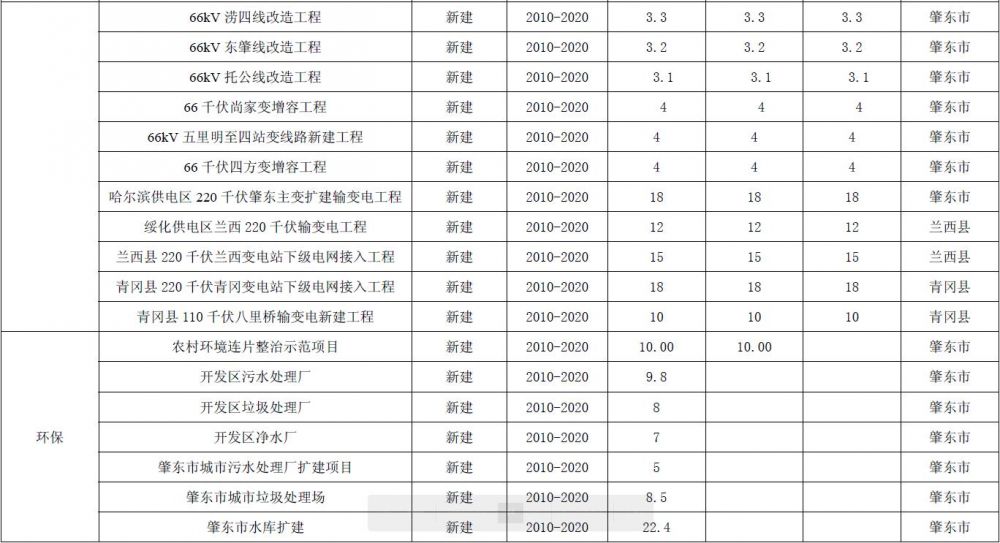 66kV 涝四线改造工程 新建 2010-2020 3.3 3.3 3.3 肇东市
66kV 东肇线改造工程 新建 2010-2020 3.2 3.2 3.2 肇东市
66kV 托公线改造工程 新建 2010-2020 3.1 3.1 3.1 肇东市
66 千伏尚家变增容工程 新建 2010-2020 4 4 4 肇东市
66kV 五里明至四站变线路新建工程 新建 2010-2020 4 4 4 肇东市
66 千伏四方变增容工程 新建 2010-2020 4 4 4 肇东市
哈尔滨供电区 220 千伏肇东主变扩建输变电工程 新建 2010-2020 18 18 18 肇东市
绥化供电区兰西 220 千伏输变电工程 新建 2010-2020 12 12 12 兰西县
兰西县 220 千伏兰西变电站下级电网接入工程 新建 2010-2020 15 15 15 兰西县
青冈县 220 千伏青冈变电站下级电网接入工程 新建 2010-2020 18 18 18 青冈县
青冈县 110 千伏八里桥输变电新建工程 新建 2010-2020 10 10 10 青冈县
农村环境连片整治示范项目 新建 2010-2020 10.00 10.00 肇东市
开发区污水处理厂 新建 2010-2020 9.8 肇东市
开发区垃圾处理厂 新建 2010-2020 8 肇东市
环保 开发区净水厂 新建 2010-2020 7 肇东市
肇东市城市污水处理厂扩建项目 新建 2010-2020 5 肇东市
肇东市城市垃圾处理场 新建 2010-2020 8.5 肇东市
肇东市水库扩建 新建 2010-2020 22.4 肇东市